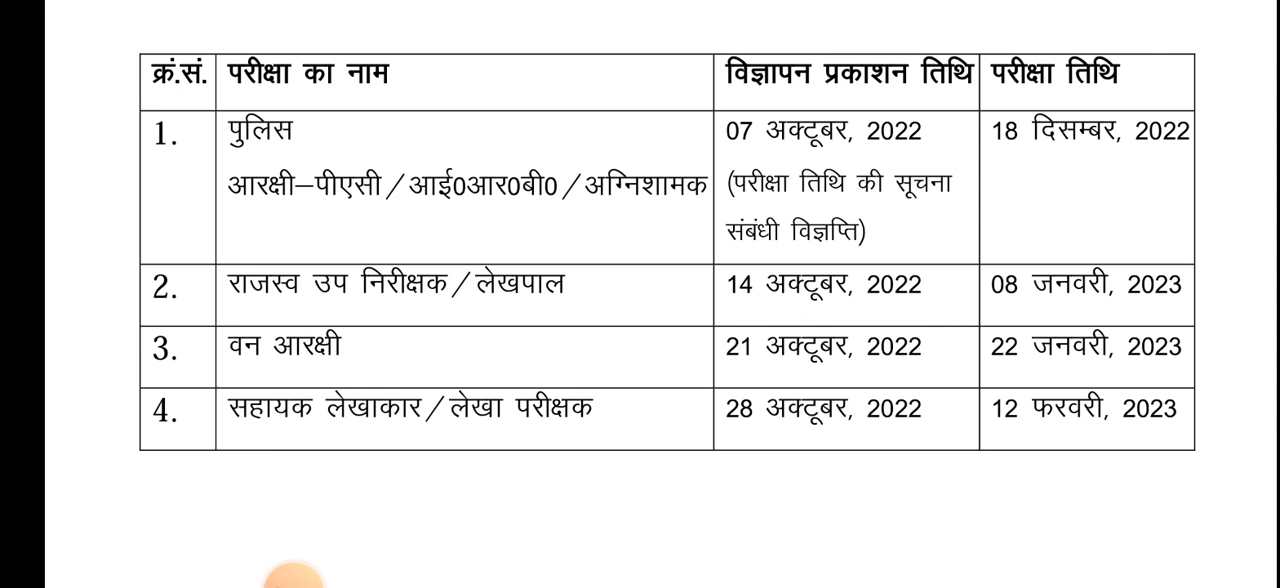 क्रं.सं. परीक्षा का नाम विज्ञापन प्रकाशन तिथि परीक्षा तिथि
1. पुलिस 07 अक्टूबर, 2022 18 दिसम्बर, 2022
आरक्षी–पीएसी/आई0आर0बी0/अग्निशामक (परीक्षा तिथि की सूचना
संबंधी विज्ञप्ति)
2. राजस्व उप निरीक्षक/लेखपाल 14 अक्टूबर, 2022 08 जनवरी, 2023
3. वन आरक्षी 21 अक्टूबर, 2022 22 जनवरी, 2023
4. सहायक लेखाकार/लेखा परीक्षक 28 अक्टूबर, 2022 12 फरवरी, 2023